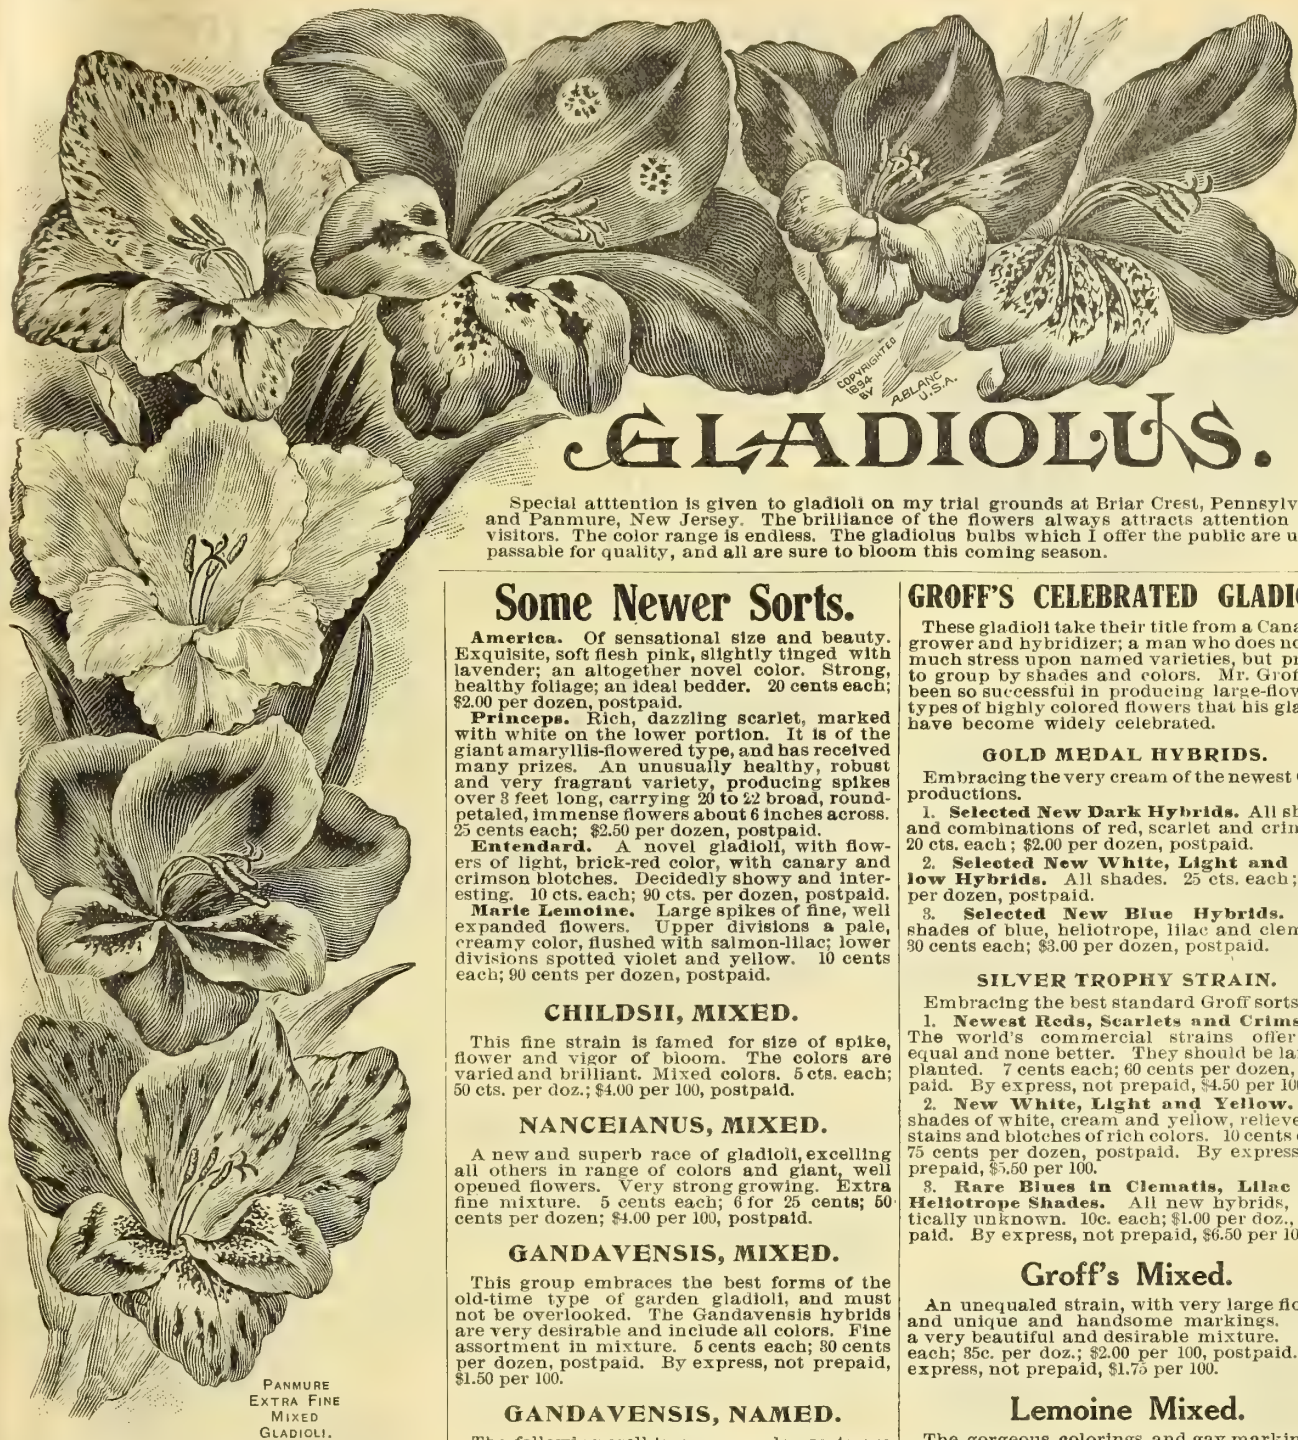 COPYRIGHTED
1894
BY
A.BLANC
U.S.A.
GLADIOLUS.
Special atttention is given to gladioli on my trial grounds at Briar Crest,
and Panmure, New Jersey. The brilliance of the flowers always attracts attention
visitors. The color range is endless. The gladiolus bulbs which I offer the public are
passable for quality, and all are sure to bloom this coming season.
Some Newer Sorts.
America. Of sensational size and beauty.
Exquisite, soft flesh pink, slightly tinged with
lavender; an altogether novel color. Strong,
healthy foliage; an ideal bedder. 20 cents each;
$2.00 per dozen, postpaid.
Princeps. Rich, dazzling scarlet, marked
with white on the lower portion. It is of the
giant amaryllis-flowered type, and has received
many prizes. An unusually healthy, robust
and very fragrant variety, producing spikes
over 3 feet long, carrying 20 to 22 broad, round-
petaled, immense flowers about 6 inches across.
25 cents each; $2.50 per dozen, postpaid.
Entendard. A novel gladioli, with flow-
ers of light, brick-red color, with canary and
crimson blotches. Decidedly showy and inter-
esting. 10 cts. each; 90 cts. per dozen, postpaid.
Marie Lemoine. Large spikes of fine, well
expanded flowers. Upper divisions a pale,
creamy color, flushed with salmon-lilac; lower
divisions spotted violet and yellow. 10 cents
each; 90 cents per dozen, postpaid.
CHILDSII, MIXED.
This fine strain is famed for size of spike,
flower and vigor of bloom. The colors are
varied and brilliant. Mixed colors. 5 cts. each;
50 cts. per doz.; $4.00 per 100, postpaid.
NANCEIANUS, MIXED.
A new and superb race of gladioli, excelling
all others in range of colors and giant, well
opened flowers. Very strong growing. Extra
fine mixture. 5 cents each; 6 for 25 cents; 50
cents per dozen; $4.00 per 100, postpaid.
GANDAVENSIS, MIXED.
This group embraces the best forms of the
old-time type of garden gladioli, and must
not be overlooked. The Gandavensis hybrids
are very desirable and include all colors. Fine
assortment in mixture. 5 cents each; 30 cents
per dozen, postpaid. By express, not prepaid,
$1.50 per 100.
GANDAVENSIS, NAMED.
GROFF'S CELEBRATED
These gladioli take their title from a
grower and hybridizer; a man who does
much stress upon named varieties, but
to group by shades and colors. Mr.
been so successful in producing
types of highly colored flowers that his
have become widely celebrated.
GOLD MEDAL HYBRIDS.
Embracing the very cream of the newest
productions.
1. Selected New Dark Hybrids. All
and combinations of red, scarlet and
20 cts. each; $2.00 per dozen, postpaid.
2. Selected New White, Light and
low Hybrids. All shades. 25 cts. each;
per dozen, postpaid.
3. Selected New Blue Hybrids.
shades of blue, heliotrope, lilac and
30 cents each; $3.00 per dozen, postpaid.
SILVER TROPHY STRAIN.
Embracing the best standard Groff sorts
1. Newest Reds, Scarlets and
The world's commercial strains offer
equal and none better. They should be
planted. 7 cents each; 60 cents per dozen,
paid. By express, not prepaid, $4.50 per
2. New White, Light and Yellow.
shades of white, cream and yellow,
stains and blotches of rich colors. 10 cents
75 cents per dozen, postpaid. By express
prepaid, $5.50 per 100.
3. Rare Blues in Clematis, Lilac
Heliotrope Shades. All new hybrids,
tically unknown. 10c. each; $1.00 per doz.,
paid. By express, not prepaid, $6.50 per
Groff's Mixed.
An unequaled strain, with very large
and unique and handsome markings.
a very beautiful and desirable mixture.
each; 35c. per doz.; $2.00 per 100, postpaid.
express, not prepaid, $1.75 per 100.
Lemoine Mixed.
PANMURE
EXTRA FINE
MIXED
GLADIOLI.